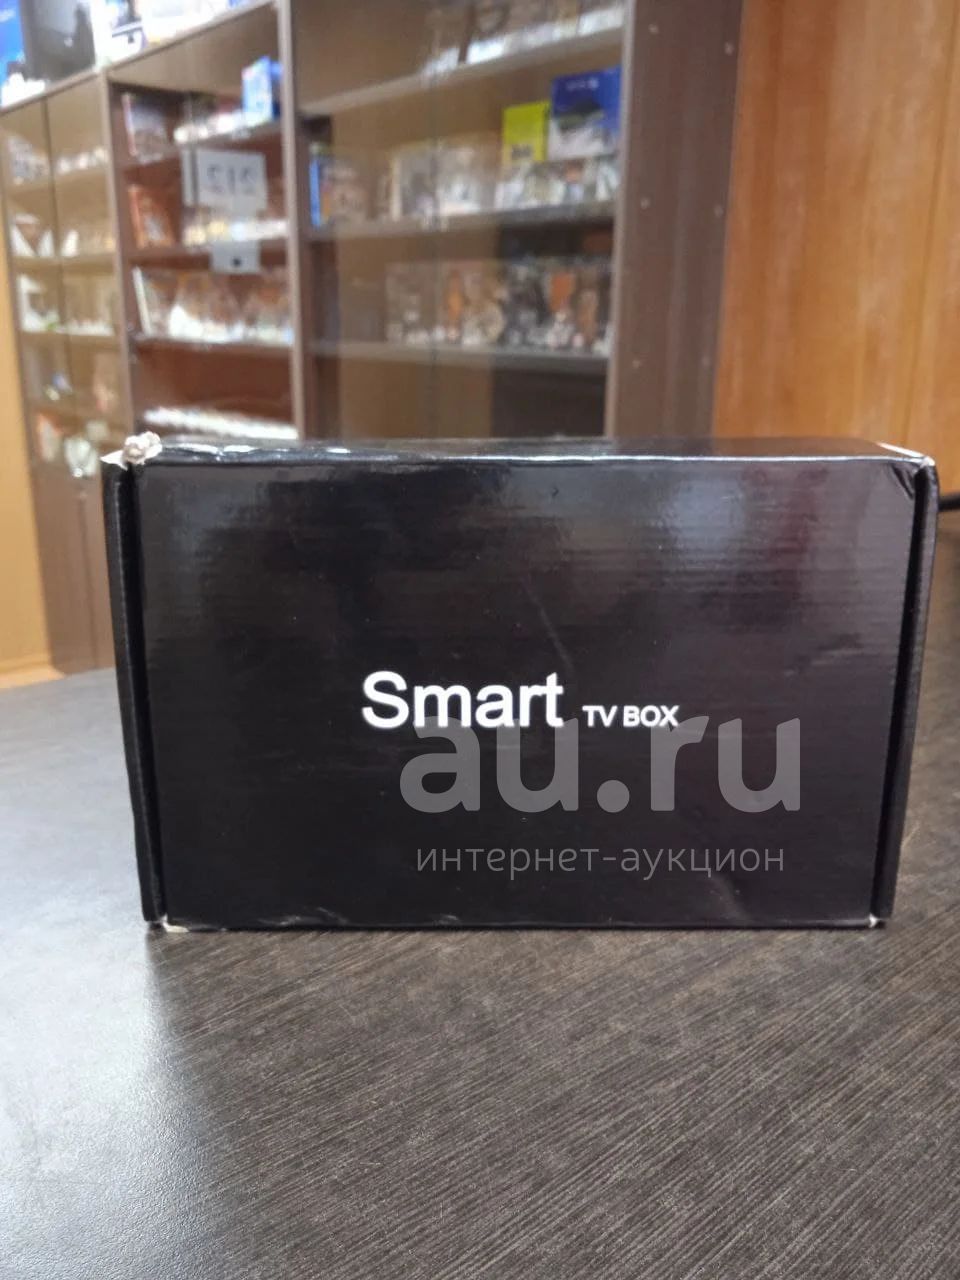 Smart TV BOX
au.ru
интернет-аукцион